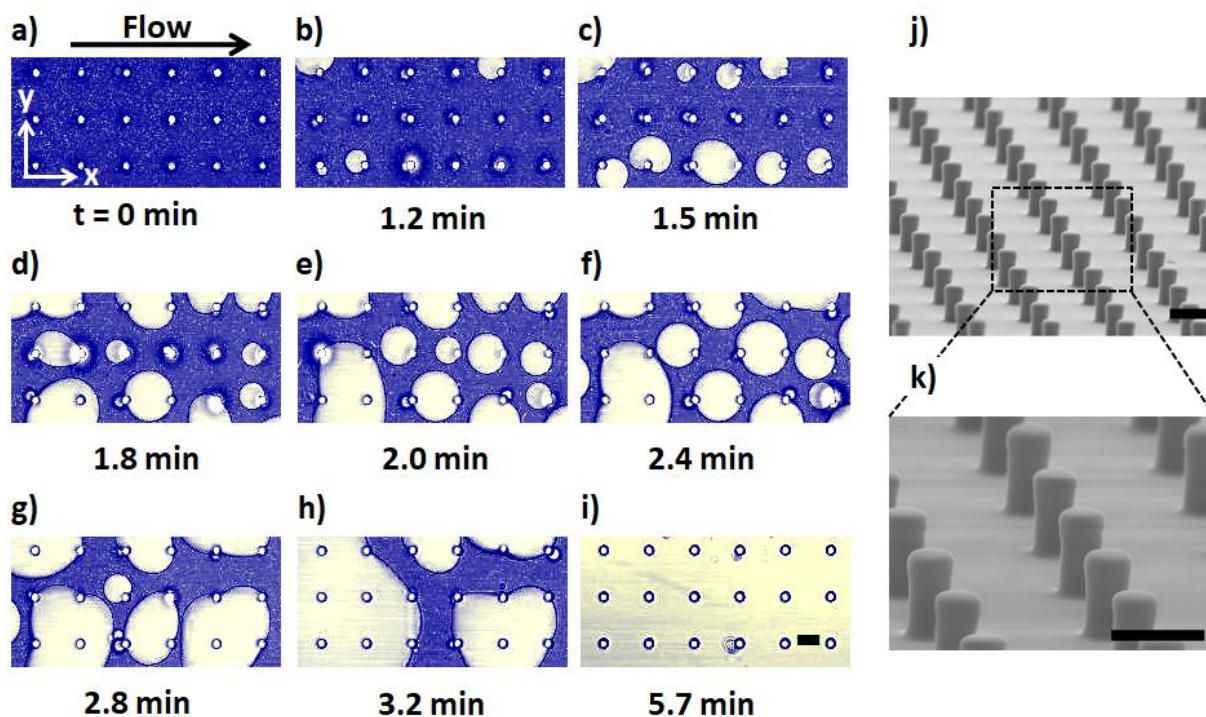 a)
Flow
y
x
t = 0 min
b)
1.2 min
c)
1.5 min
d)
1.8 min
e)
2.0 min
f)
2.4 min
g)
2.8 min
h)
3.2 min
i)
5.7 min
j)
k)